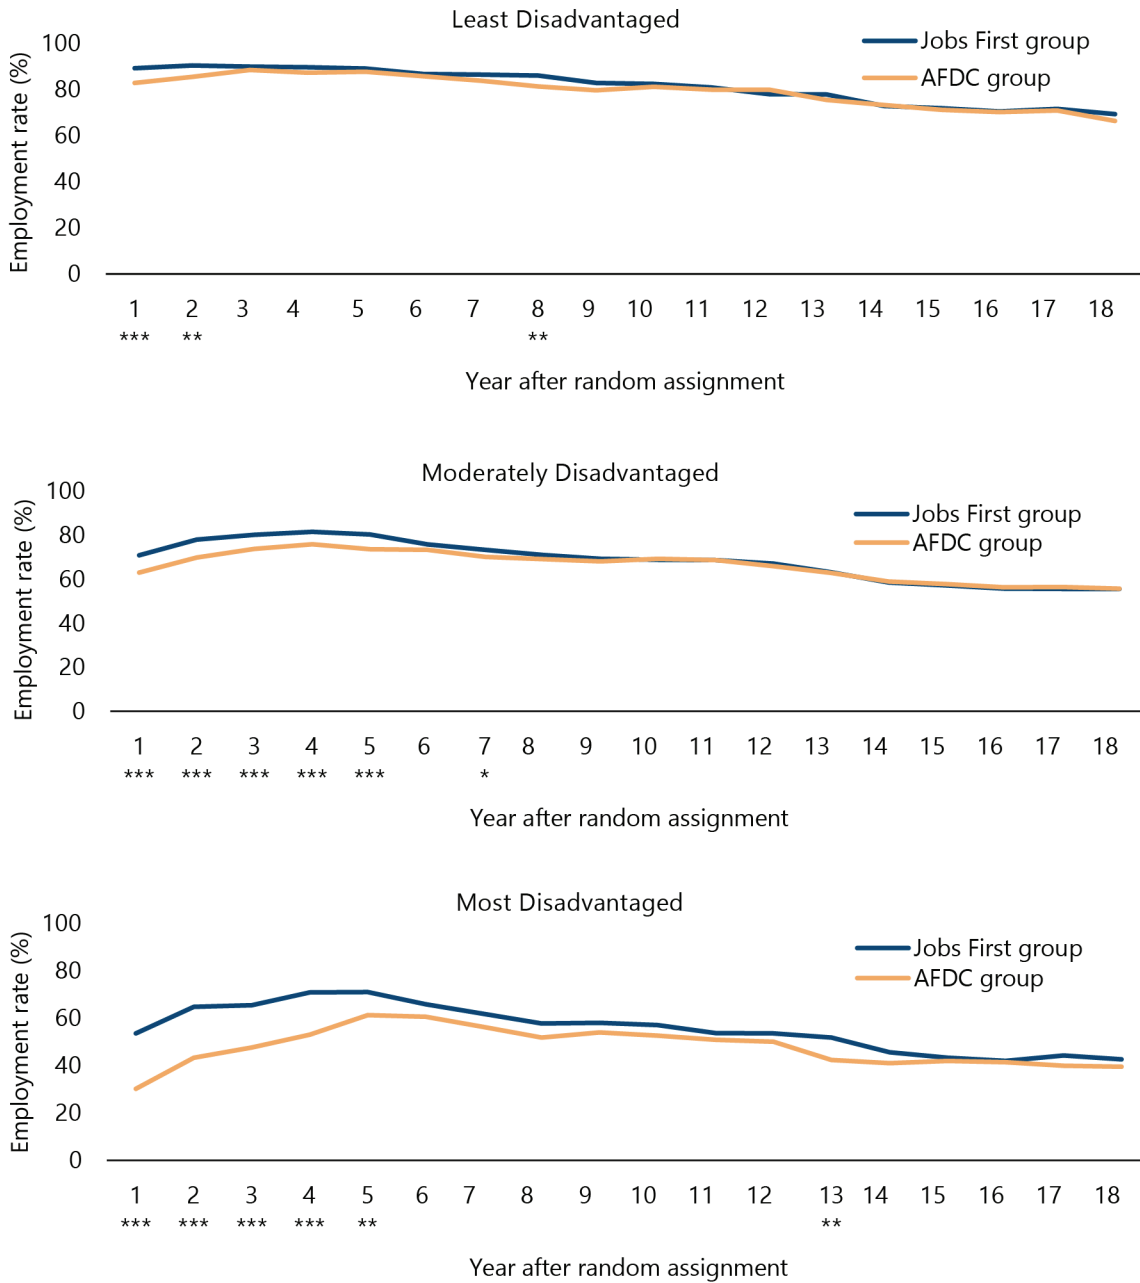 Least Disadvantaged
Employment rate (%)
100
80
60
40
20
0
Jobs First group
AFDC group
1 2 3 4 5 6 7 8 9 10 11 12 13 14 15 16 17 18
*** ** **
Year after random assignment
Moderately Disadvantaged
Employment rate (%)
100
80
60
40
20
0
Jobs First group
AFDC group
1 2 3 4 5 6 7 8 9 10 11 12 13 14 15 16 17 18
*** *** *** *** *** *
Year after random assignment
Most Disadvantaged
Employment rate (%)
100
80
60
40
20
0
Jobs First group
AFDC group
1 2 3 4 5 6 7 8 9 10 11 12 13 14 15 16 17 18
*** *** *** *** ** **
Year after random assignment